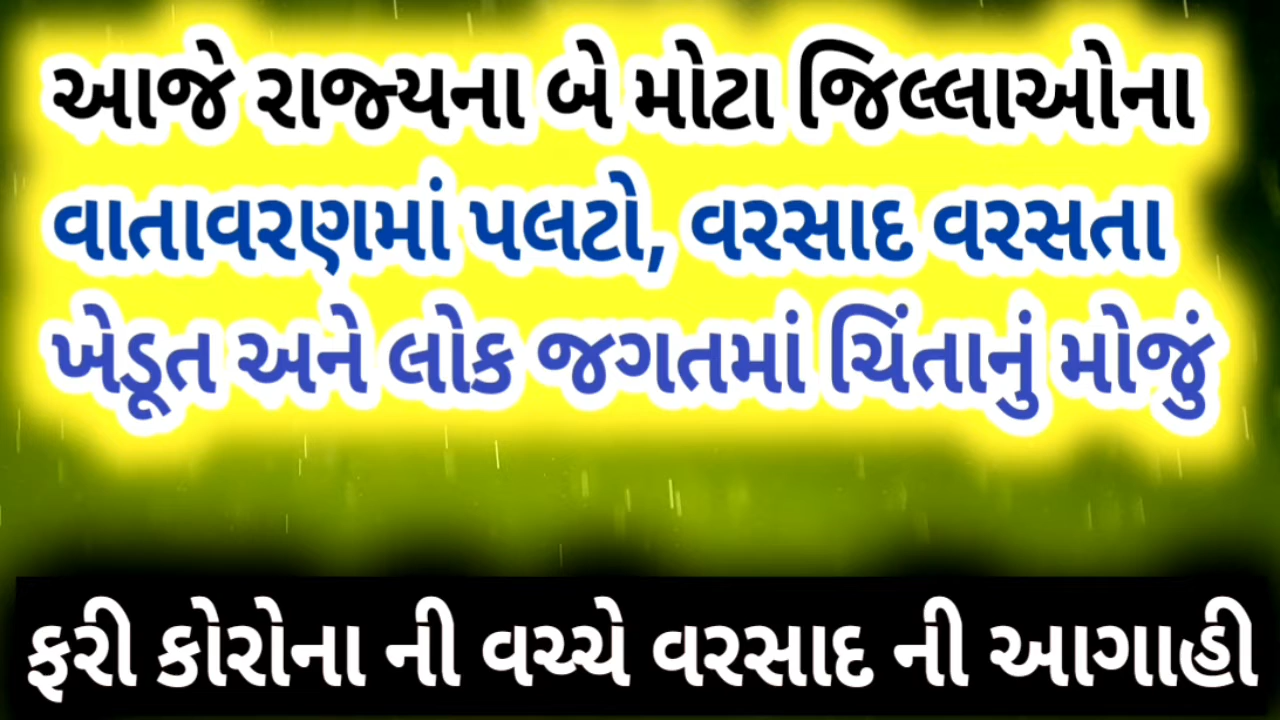 આજે રાજ્યના બે મોટા જિલ્લાઓના
વાતાવરણમાં પલટો, વરસાદ વરસતા
ખેડૂત અને લોક જગતમાં ચિંતાનું મોજું
ફરી કોરોના ની વચ્ચે વરસાદ ની આગાહી